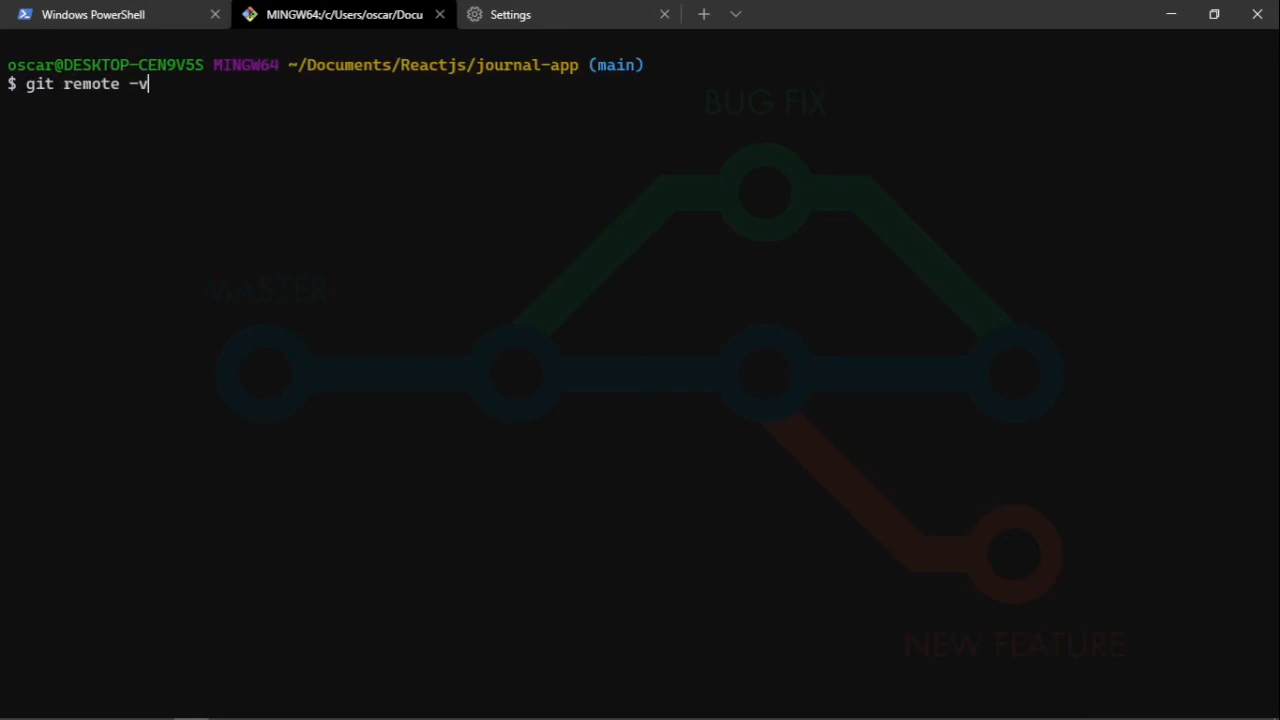 Windows PowerShell
MINGW64:/c/Users/oscar/Docu
Settings
oscar@DESKTOP-CEN9V5S MINGW64 ~/Documents/Reactjs/journal-app (main)
$ git remote -v
BUG FIX
MASTER
NEW FEATURE